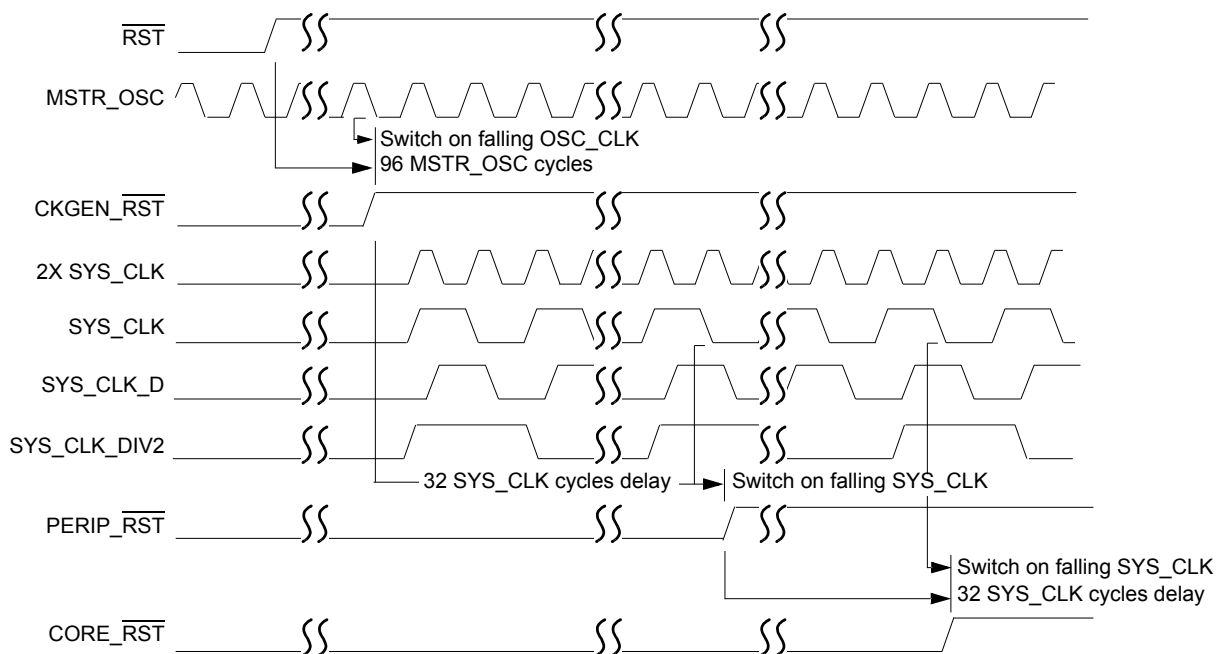 RST
MSTR_OSC
Switch on falling OSC_CLK
96 MSTR_OSC cycles
CKGEN_RST
2X SYS_CLK
SYS_CLK
SYS_CLK_D
SYS_CLK_DIV2
32 SYS_CLK cycles delay
Switch on falling SYS_CLK
PERIP_RST
Switch on falling SYS_CLK
32 SYS_CLK cycles delay
CORE_RST